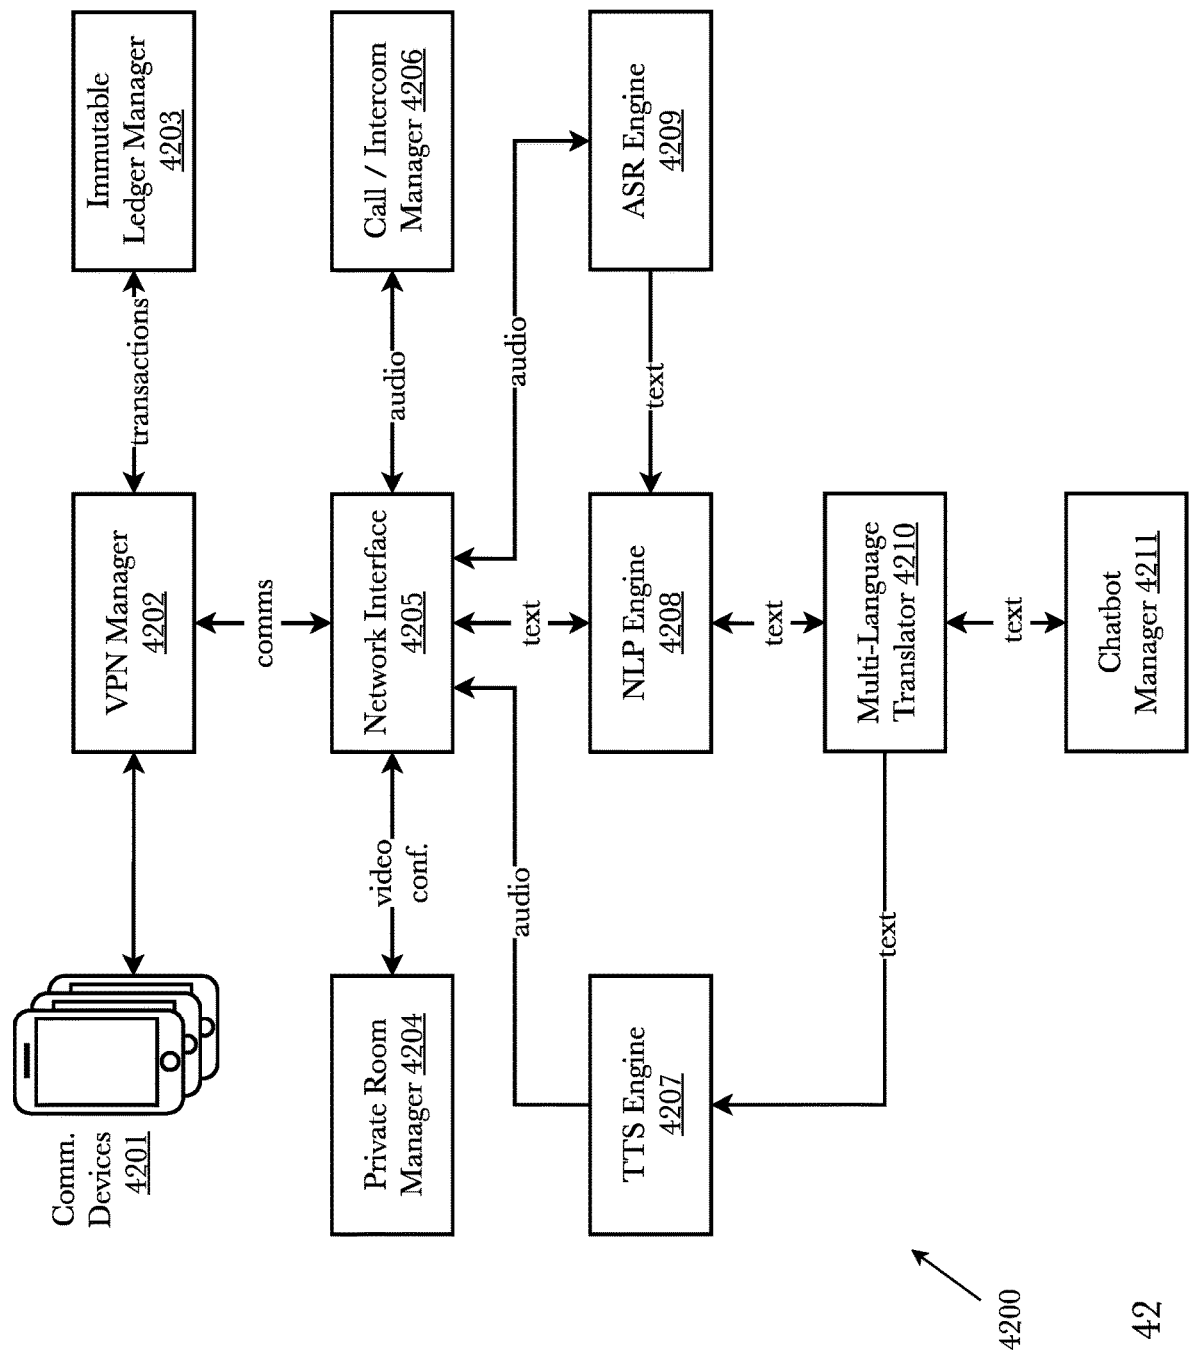 Comm.
Devices
4201
VPN Manager
4202
transactions
Immutable
Ledger Manager
4203
comms
Private Room
Manager 4204
video
conf.
Network Interface
4205
audio
Call / Intercom
Manager 4206
audio
text
audio
TTS Engine
4207
NLP Engine
4208
text
ASR Engine
4209
text
text
Multi-Language
Translator 4210
text
Chatbot
Manager 4211
4200
42